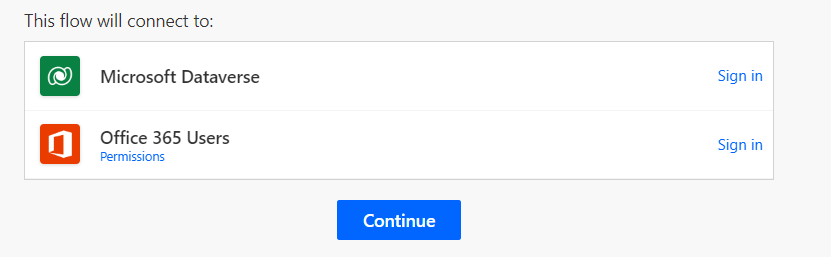 This flow will connect to:
Microsoft Dataverse
Sign in
Office 365 Users
Permissions
Sign in
Continue